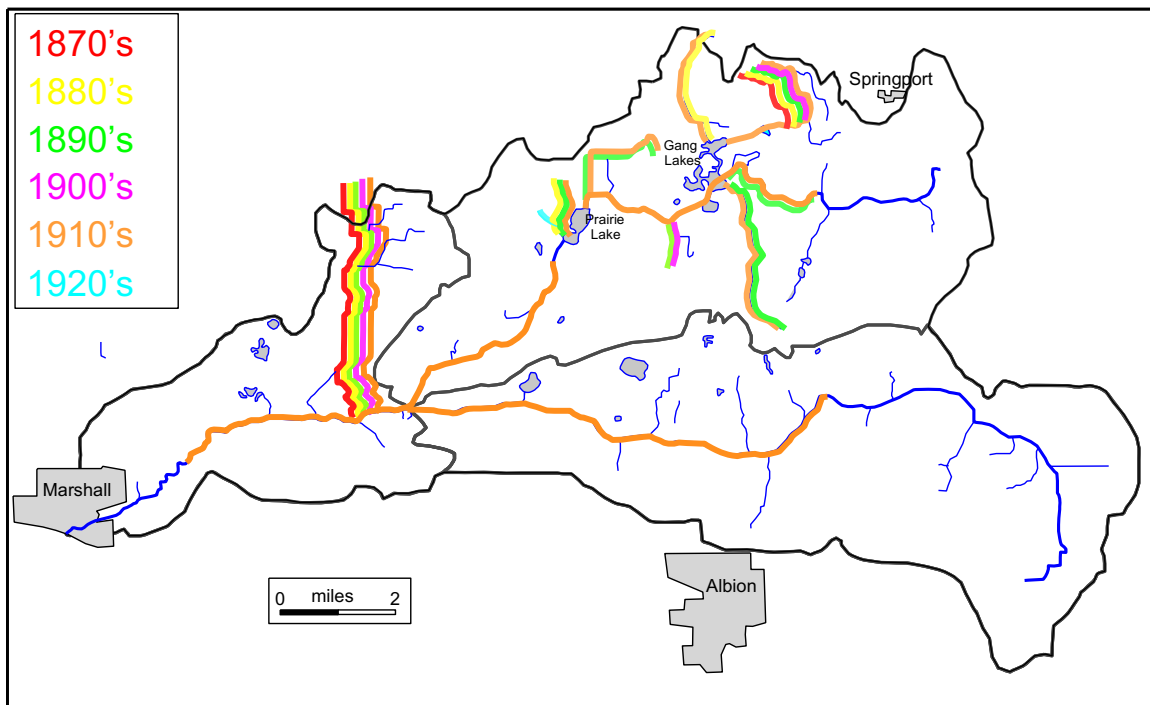 1870's
1880's
1890's
1900's
1910's
1920's
Springport
Gang
Lakes
Prairie
Lake
Marshall
Albion
miles
0 2